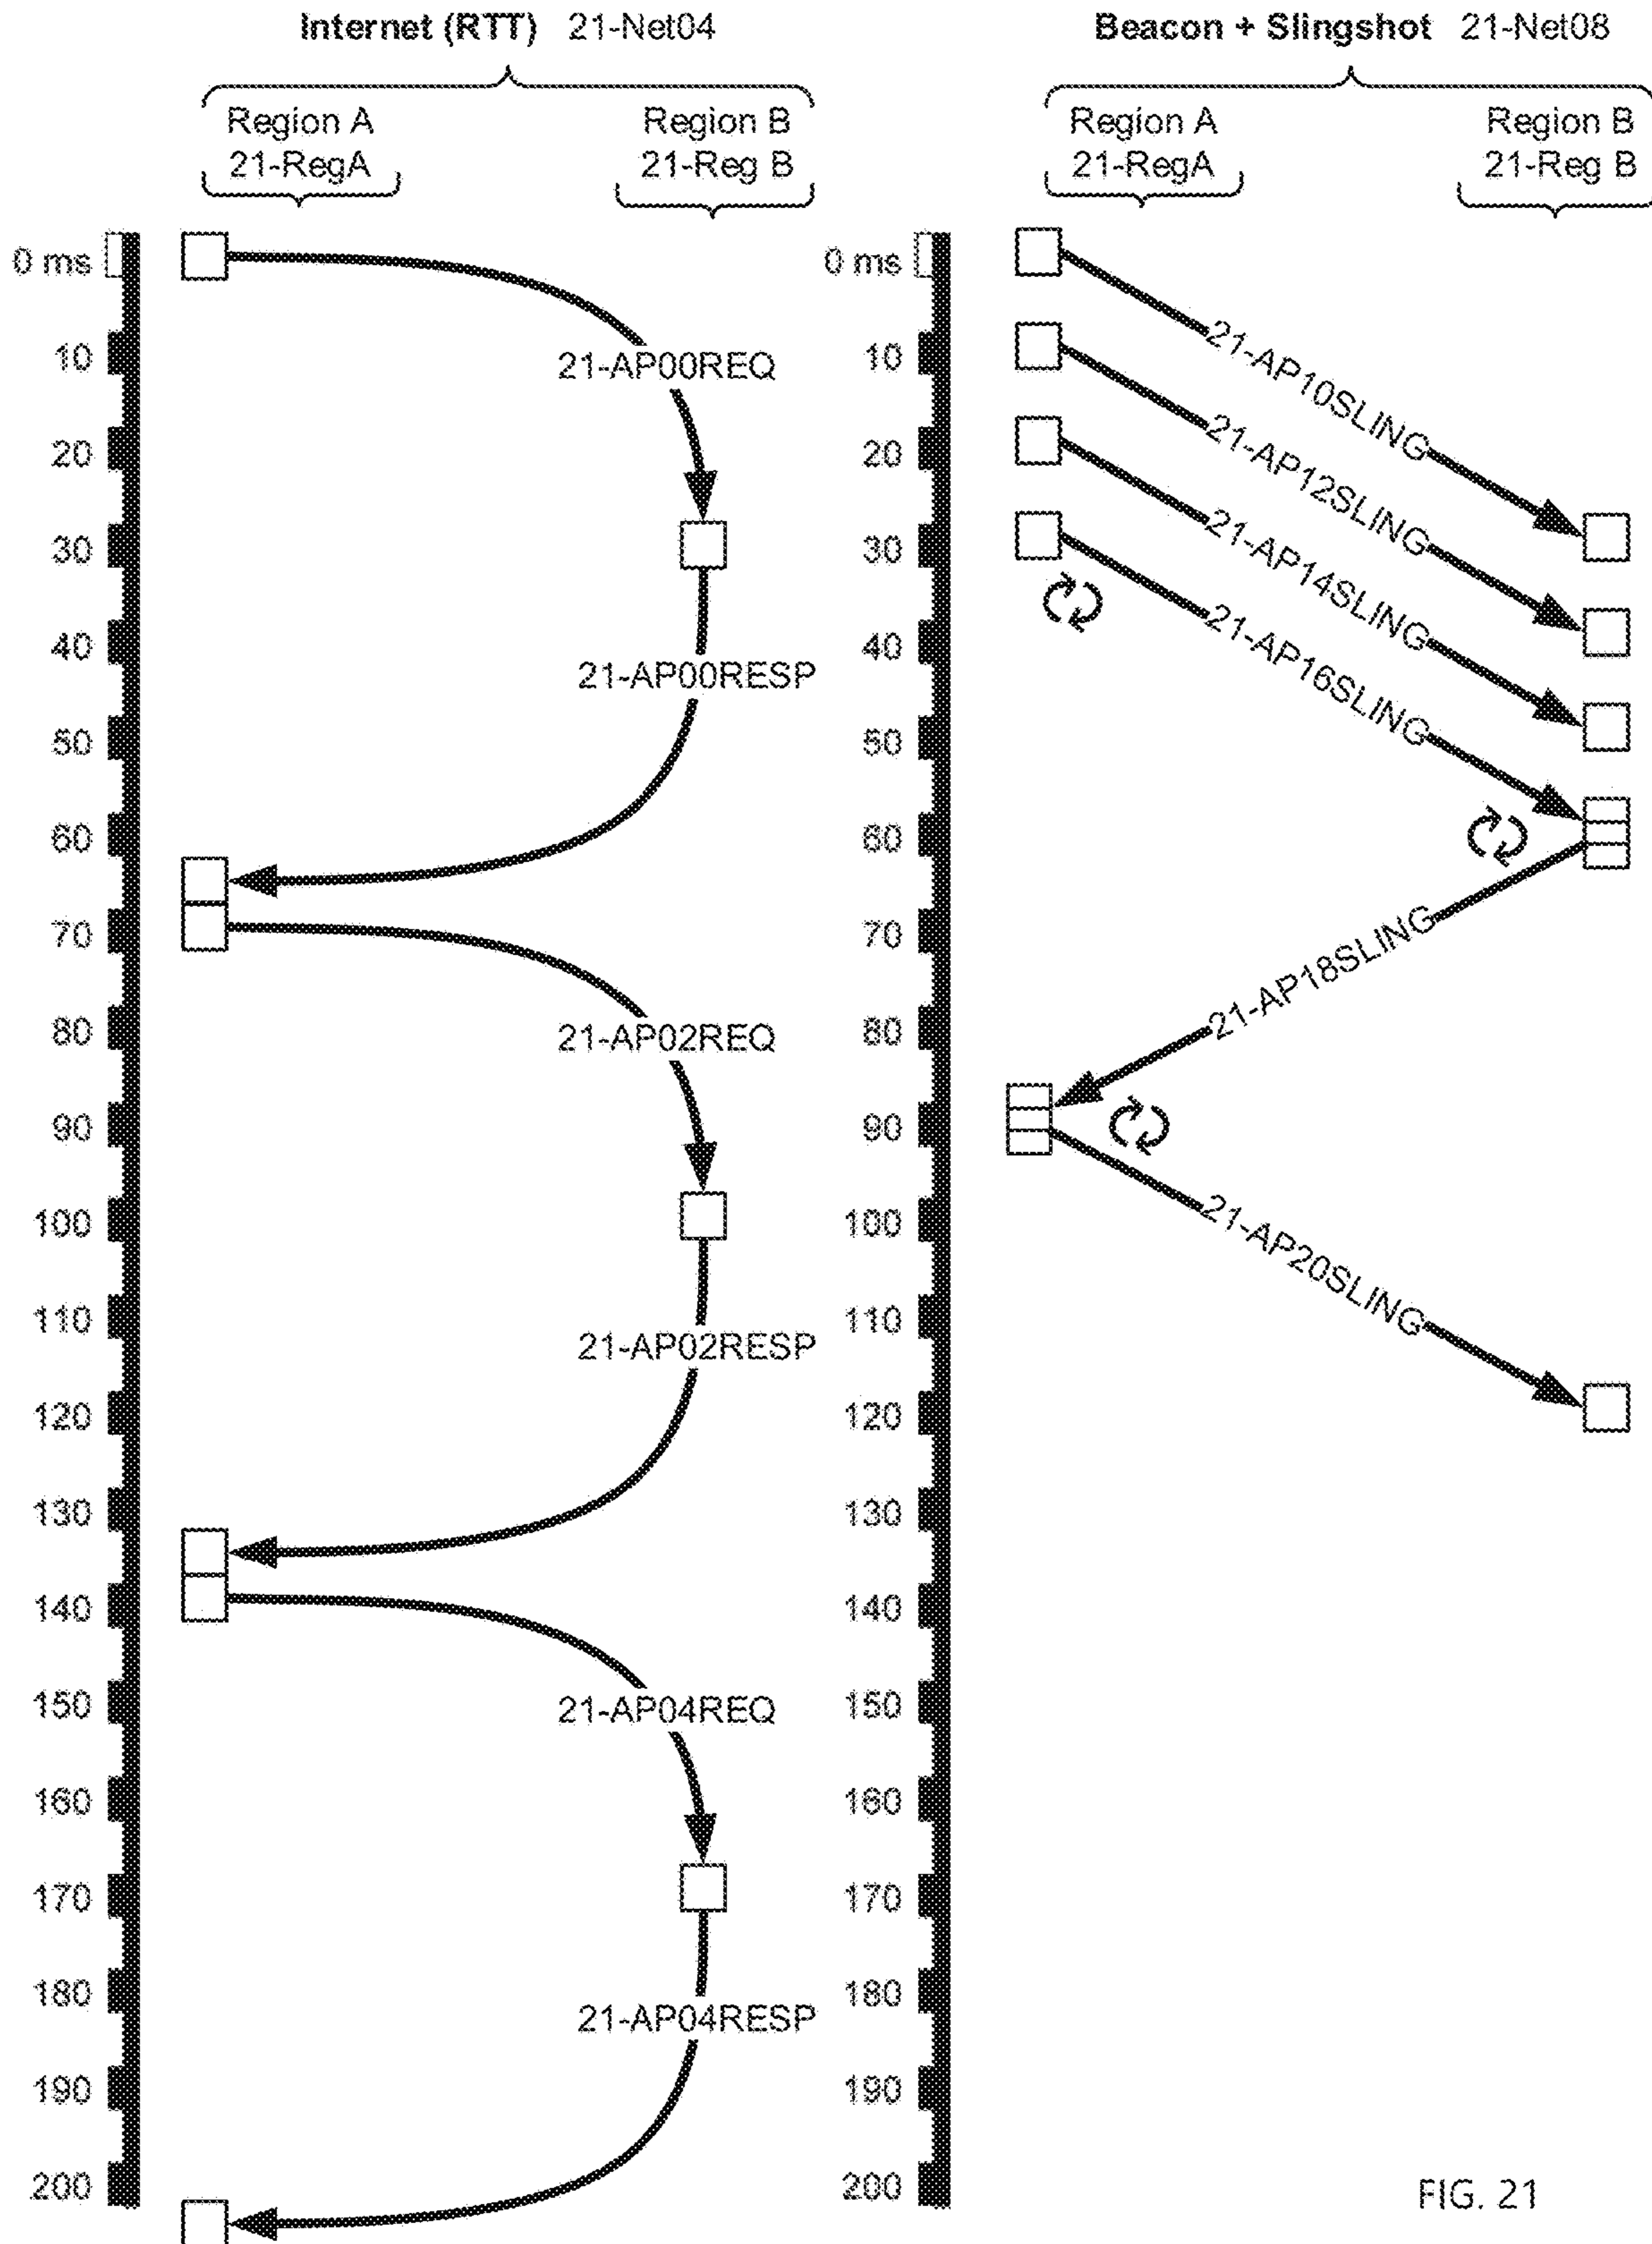 Internet (RTT) 21-Net04
Region A
21-RegA
Region B
21-Reg B
0 ms
10
20
30
40
50
60
70
80
90
100
110
120
130
140
150
160
170
180
190
200
21-AP00REQ
21-AP00RESP
21-AP02REQ
21-AP02RESP
21-AP04REQ
21-AP04RESP
Beacon + Slingshot 21-Net08
Region A
21-RegA
Region B
21-Reg B
0 ms
10
20
30
40
50
60
70
80
90
100
110
120
130
140
150
160
170
180
190
200
21-AP10SLING
21-AP12SLING
21-AP14SLING
21-AP16SLING
21-AP18SLING
21-AP20SLING
FIG. 21